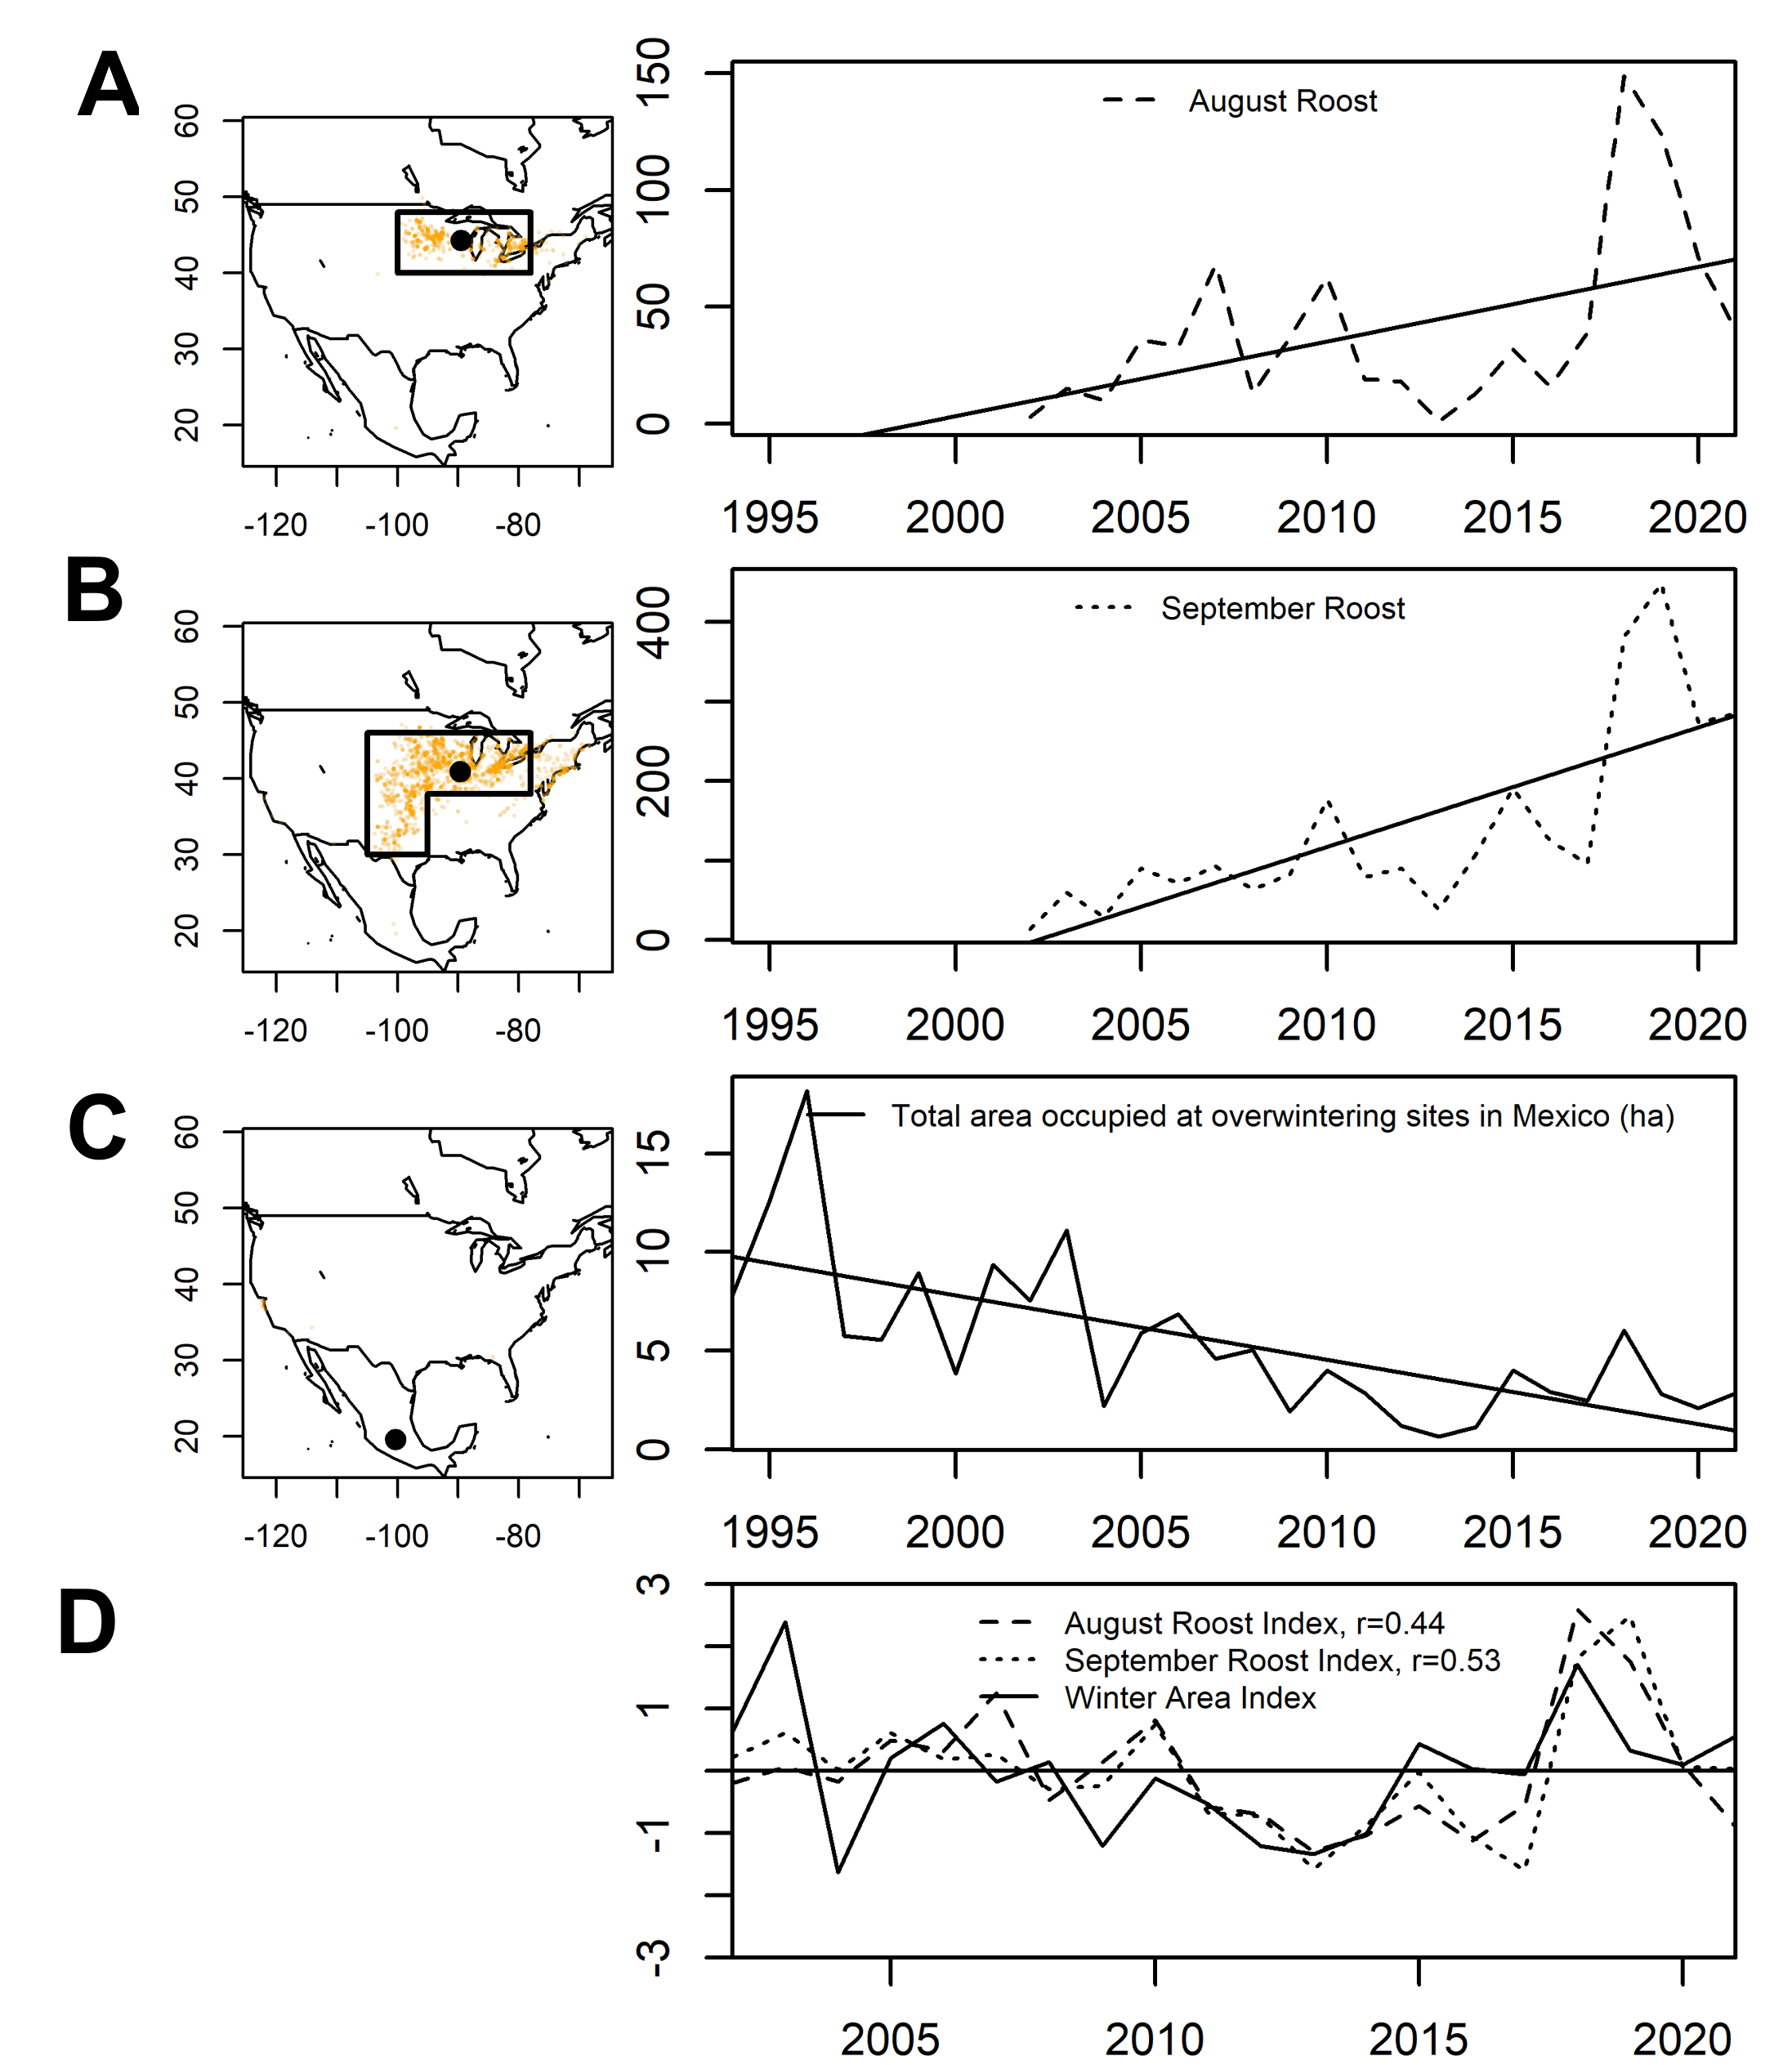 A
60
50
40
30
20
-120 -100 -80
150
100
50
0
August Roost
1995 2000 2005 2010 2015 2020
B
60
50
40
30
20
-120 -100 -80
400
200
0
September Roost
1995 2000 2005 2010 2015 2020
C
60
50
40
30
20
-120 -100 -80
15
10
5
0
Total area occupied at overwintering sites in Mexico (ha)
1995 2000 2005 2010 2015 2020
D
3
1
-1
-3
August Roost Index, r=0.44
September Roost Index, r=0.53
Winter Area Index
2005 2010 2015 2020